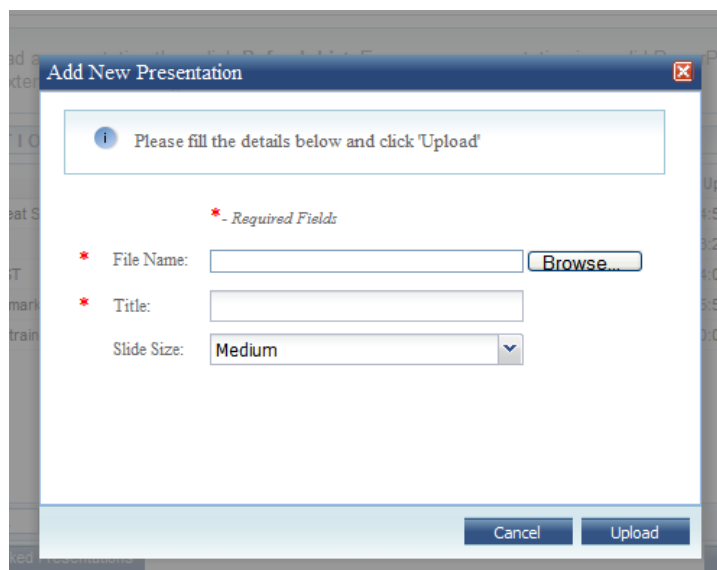 Add New Presentation
Please fill the details below and click 'Upload'
*- Required Fields
* File Name:
Browse...
* Title:
Slide Size: Medium
Cancel Upload
Presentations